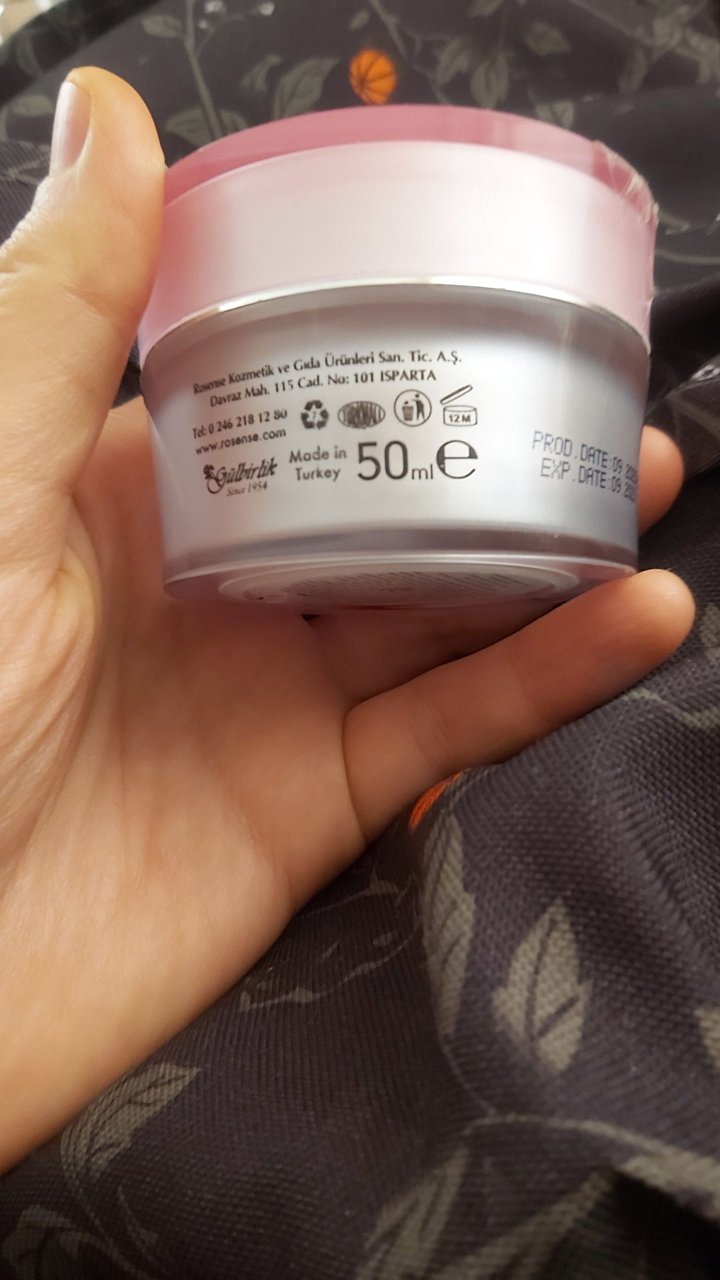 Rosense Kozmetik ve Gıda Ürünleri San. Tic. A.Ş.
Davraz Mah. 115 Cad. No: 101 ISPARTA
Tel: 0 246 218 12 80
www.rosense.com
7
12M
Gülbirlik
Since 1954
Made in
Turkey
50ml e
PROD.DATE:09
EXP.DATE:09